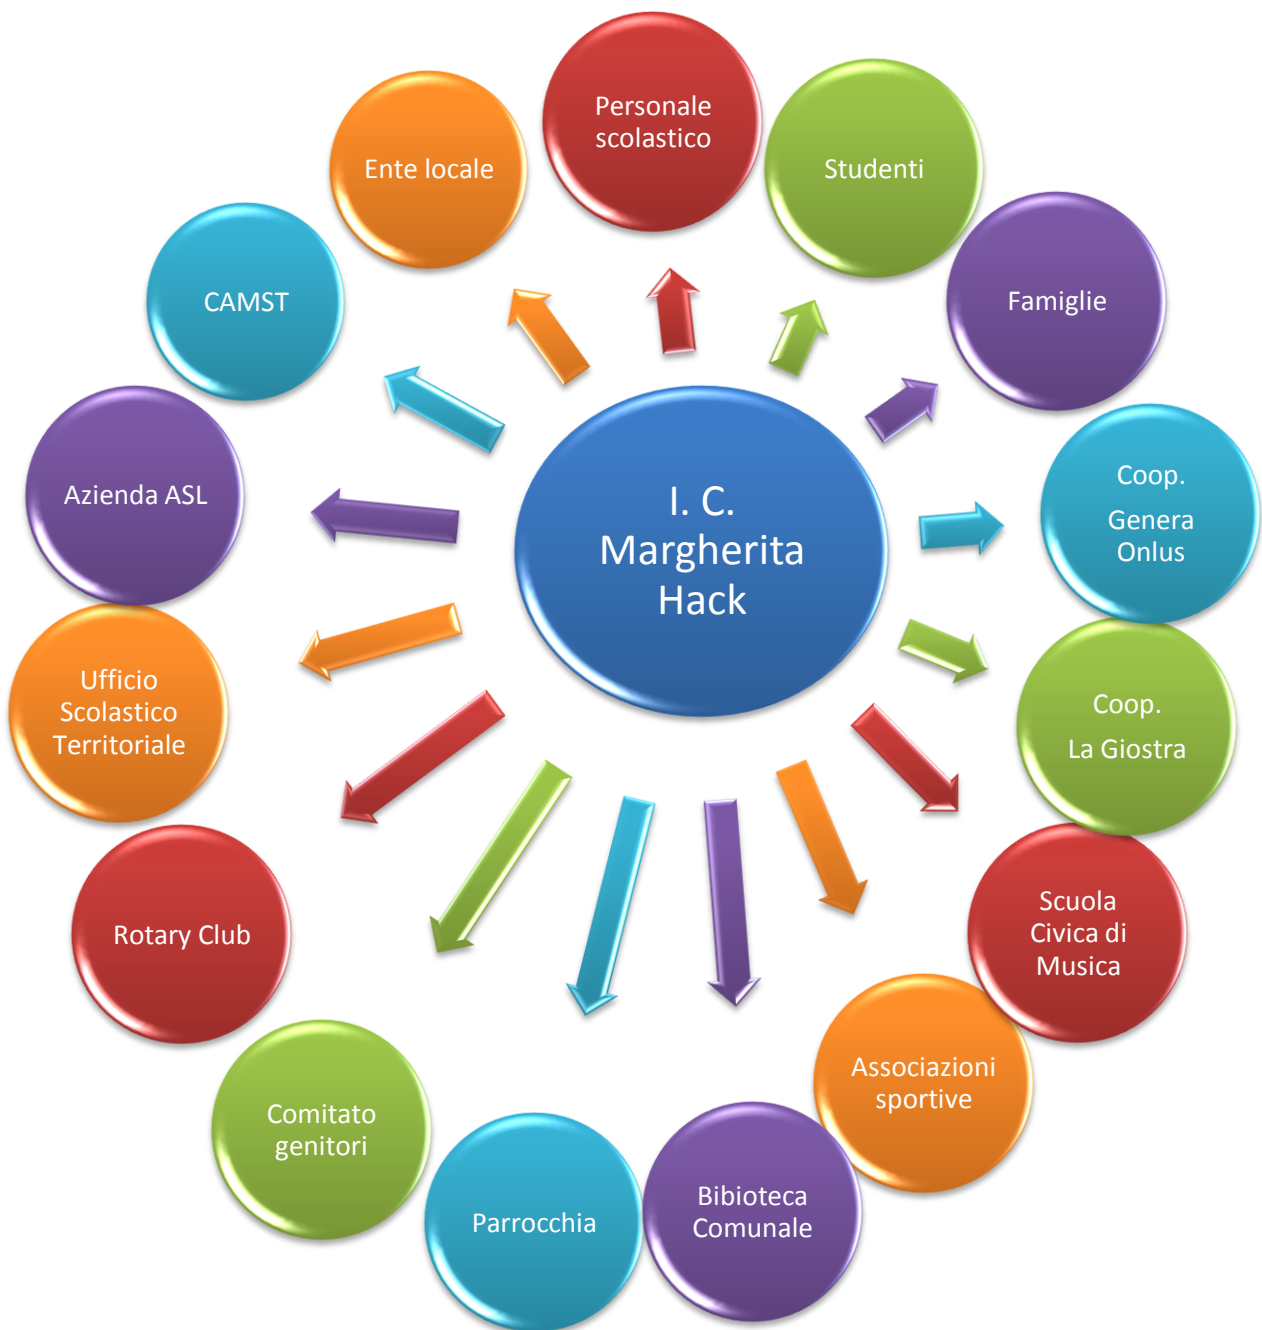 Personale
scolastico
Studenti
Famiglie
Coop.
Genera
Onlus
Coop.
La Giostra
Scuola
Civica di
Musica
Associazioni
sportive
Bibioteca
Comunale
Parrocchia
Comitato
genitori
Rotary Club
Ufficio
Scolastico
Territoriale
Azienda ASL
CAMST
Ente locale
I. C.
Margherita
Hack